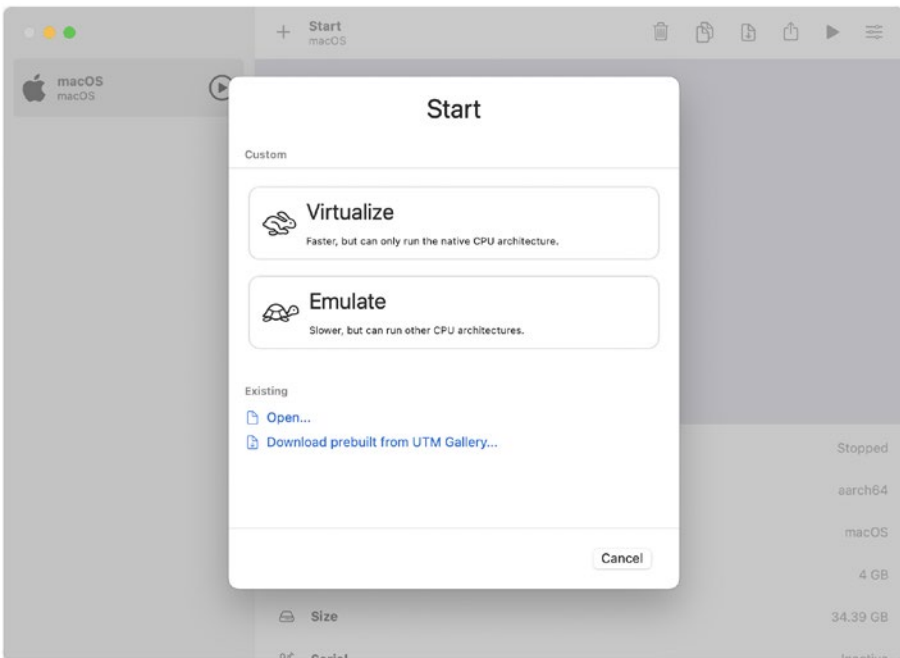 Start
macOS
macOS
macOS
Start
Custom
Virtualize
Faster, but can only run the native CPU architecture.
Emulate
Slower, but can run other CPU architectures.
Existing
Open...
Download prebuilt from UTM Gallery...
Cancel
Stopped
aarch64
macOS
4 GB
Size
34.39 GB
Serial
Inactive